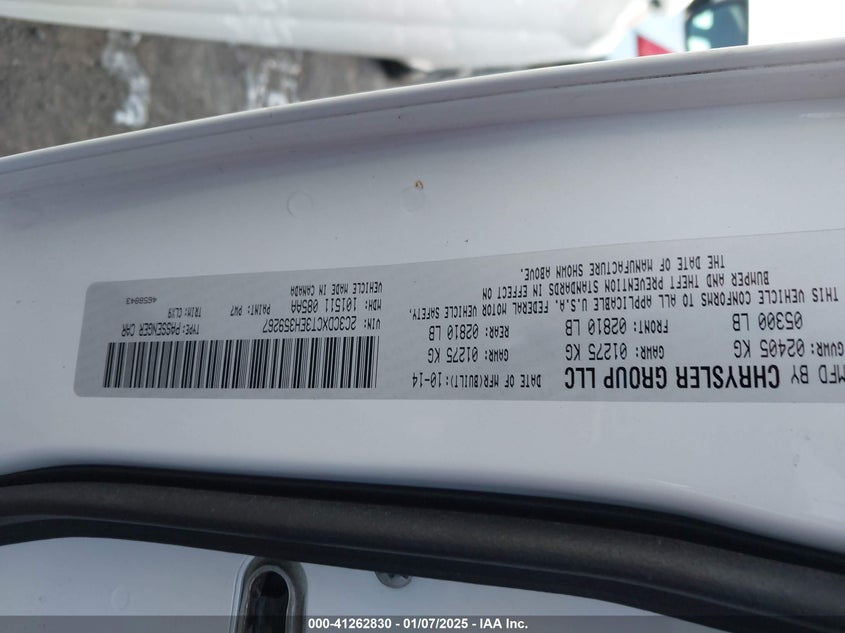 MFD BY CHRYSLER GROUP LLC
DATE OF MFR(BUILT): 10-14
GVWR: 02405 KG
GAWR: 01275 KG
GAWR: 01275 KG
05300 LB
FRONT: 02810 LB
REAR: 02810 LB
THIS VEHICLE CONFORMS TO ALL APPLICABLE U.S.A. FEDERAL MOTOR VEHICLE SAFETY,
BUMPER AND THEFT PREVENTION STANDARDS IN EFFECT ON
THE DATE OF MANUFACTURE SHOWN ABOVE.
VIN: 2C3CDXCT3EH369267
TYPE: PASSENGER CAR
MDH: 101511 085AA
PAINT: PW7
TRIM: CLX9
VEHICLE MADE IN CANADA
4658843
000-41262830 - 01/07/2025 - IAA Inc.